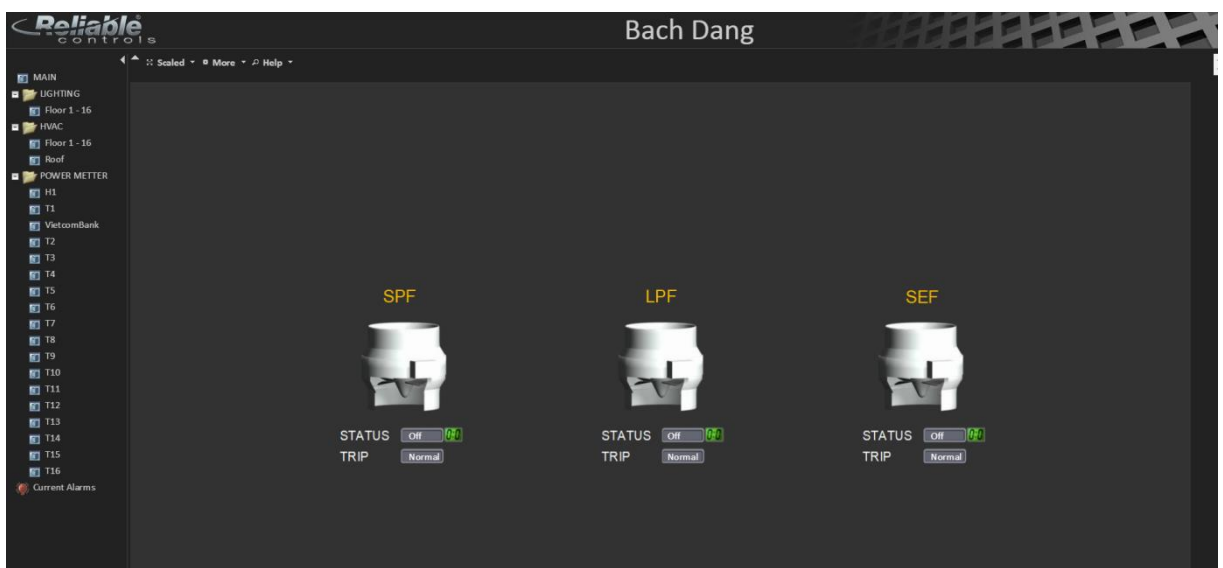 Reliable
controls
Bach Dang
Scaled More Help
MAIN
LIGHTING
Floor 1 - 16
HVAC
Floor 1 - 16
Roof
POWER METTER
H1
T1
VietcomBank
T2
T3
T4
T5
T6
T7
T8
T9
T10
T11
T12
T13
T14
T15
T16
Current Alarms
SPF
STATUS Off
TRIP Normal
LPF
STATUS Off
TRIP Normal
SEF
STATUS Off
TRIP Normal